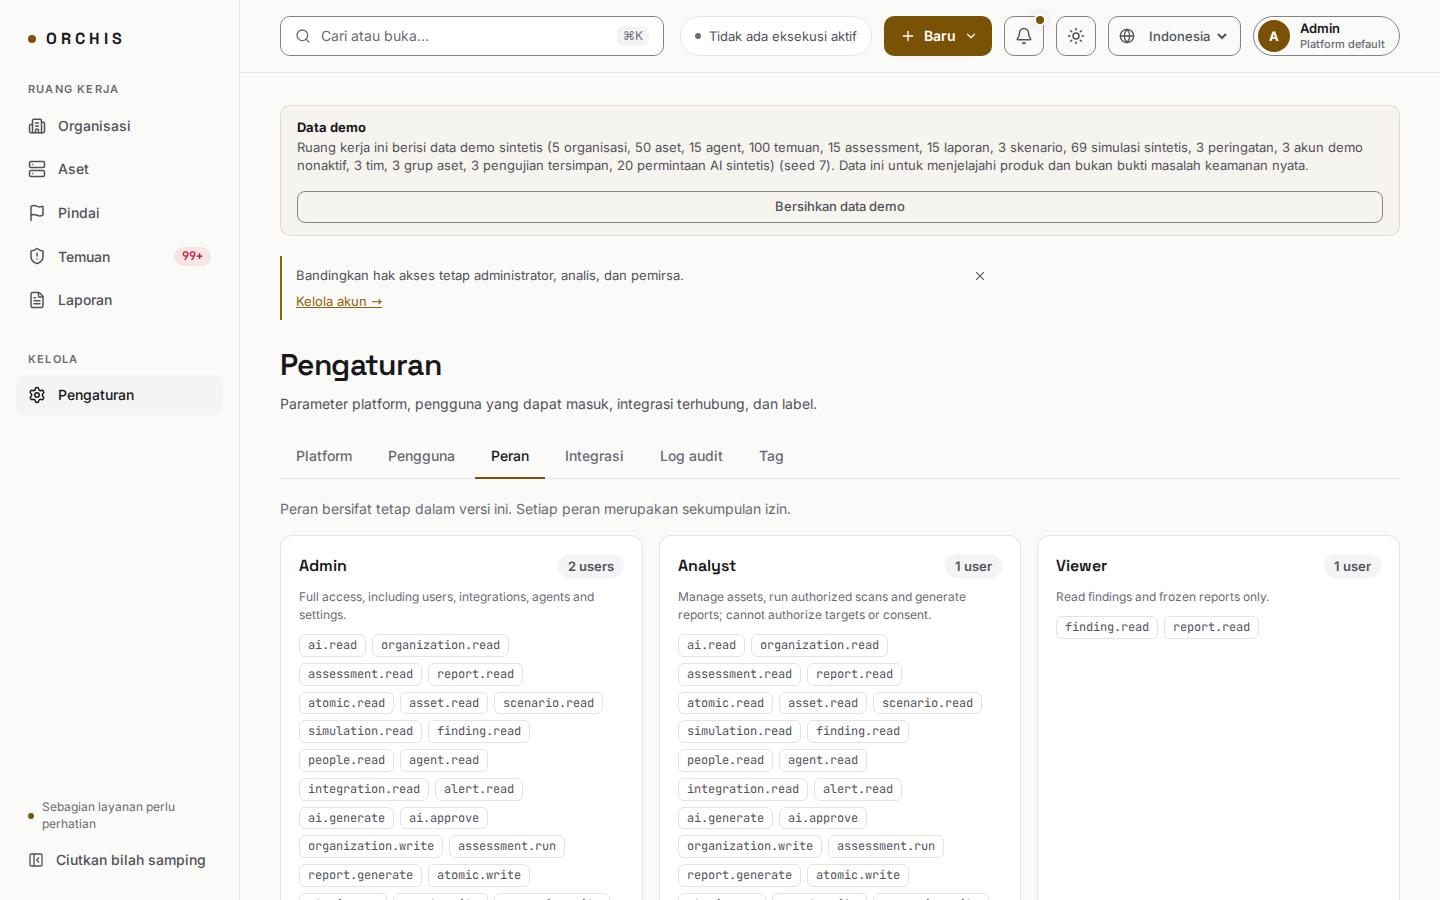 ORCHIS
RUANG KERJA
Organisasi
Aset
Pindai
Temuan
99+
Laporan
KELOLA
Pengaturan
Sebagian layanan perlu
perhatian
Ciutkan bilah samping
Cari atau buka...
⌘K
Tidak ada eksekusi aktif
Baru
Indonesia
A
Admin
Platform default
Data demo
Ruang kerja ini berisi data demo sintetis (5 organisasi, 50 aset, 15 agent, 100 temuan, 15 assessment, 15 laporan, 3 skenario, 69 simulasi sintetis, 3 peringatan, 3 akun demo
nonaktif, 3 tim, 3 grup aset, 3 pengujian tersimpan, 20 permintaan AI sintetis) (seed 7). Data ini untuk menjelajahi produk dan bukan bukti masalah keamanan nyata.
Bersihkan data demo
Bandingkan hak akses tetap administrator, analis, dan pemirsa.
Kelola akun →
Pengaturan
Parameter platform, pengguna yang dapat masuk, integrasi terhubung, dan label.
Platform
Pengguna
Peran
Integrasi
Log audit
Tag
Peran bersifat tetap dalam versi ini. Setiap peran merupakan sekumpulan izin.
Admin
2 users
Full access, including users, integrations, agents and
settings.
ai.read organization.read
assessment.read report.read
atomic.read asset.read scenario.read
simulation.read finding.read
people.read agent.read
integration.read alert.read
ai.generate ai.approve
organization.write assessment.run
report.generate atomic.write
Analyst
1 user
Manage assets, run authorized scans and generate
reports; cannot authorize targets or consent.
ai.read organization.read
assessment.read report.read
atomic.read asset.read scenario.read
simulation.read finding.read
people.read agent.read
integration.read alert.read
ai.generate ai.approve
organization.write assessment.run
report.generate atomic.write
Viewer
1 user
Read findings and frozen reports only.
finding.read report.read